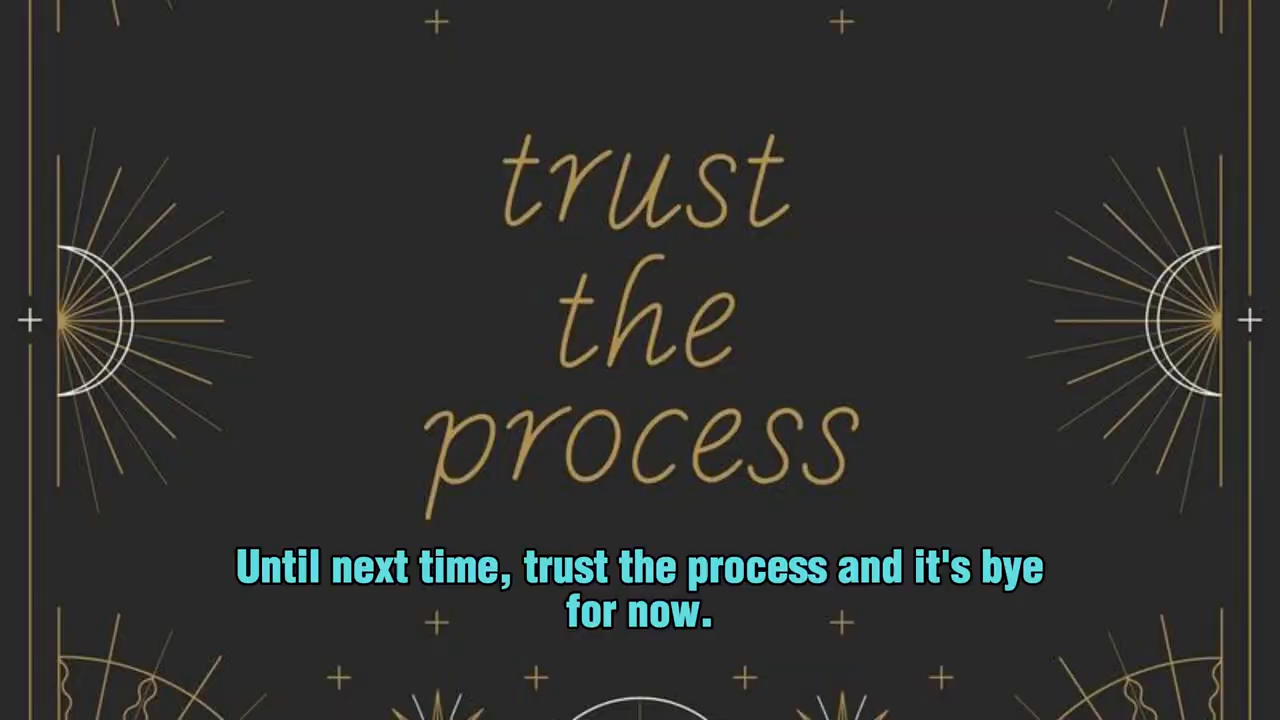 trust
the
process
Until next time, trust the process and it's bye
for now.